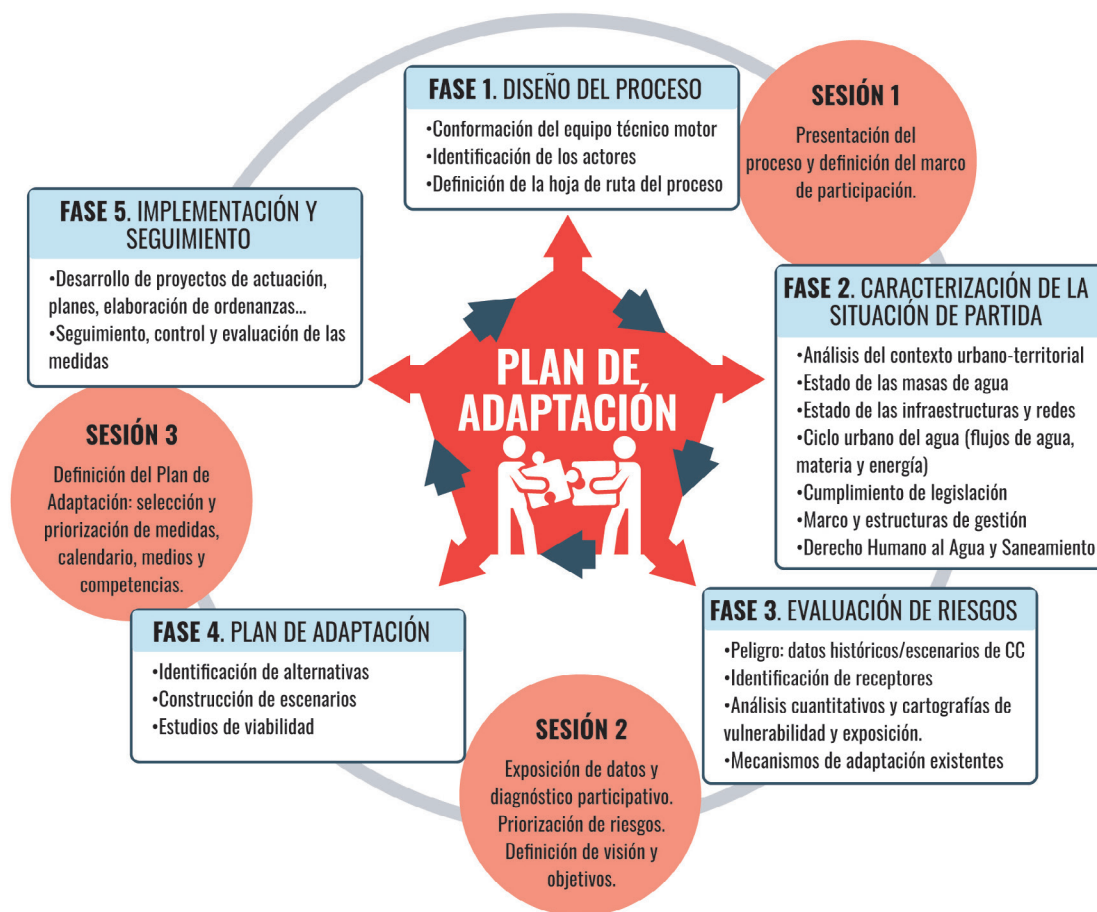 FASE 1. DISEÑO DEL PROCESO
•Conformación del equipo técnico motor
•Identificación de los actores
•Definición de la hoja de ruta del proceso
SESIÓN 1
Presentación del
proceso y definición del marco
de participación.
FASE 2. CARACTERIZACIÓN DE LA
SITUACIÓN DE PARTIDA
•Análisis del contexto urbano-territorial
•Estado de las masas de agua
•Estado de las infraestructuras y redes
•Ciclo urbano del agua (flujos de agua,
materia y energía)
•Cumplimiento de legislación
•Marco y estructuras de gestión
•Derecho Humano al Agua y Saneamiento
FASE 3. EVALUACIÓN DE RIESGOS
•Peligro: datos históricos/escenarios de CC
•Identificación de receptores
•Análisis cuantitativos y cartografías de
vulnerabilidad y exposición.
•Mecanismos de adaptación existentes
SESIÓN 2
Exposición de datos y
diagnóstico participativo.
Priorización de riesgos.
Definición de visión y
objetivos.
FASE 4. PLAN DE ADAPTACIÓN
•Identificación de alternativas
•Construcción de escenarios
•Estudios de viabilidad
SESIÓN 3
Definición del Plan de
Adaptación: selección y
priorización de medidas,
calendario, medios y
competencias.
FASE 5. IMPLEMENTACIÓN Y
SEGUIMIENTO
•Desarrollo de proyectos de actuación,
planes, elaboración de ordenanzas...
•Seguimiento, control y evaluación de las
medidas
PLAN DE
ADAPTACIÓN